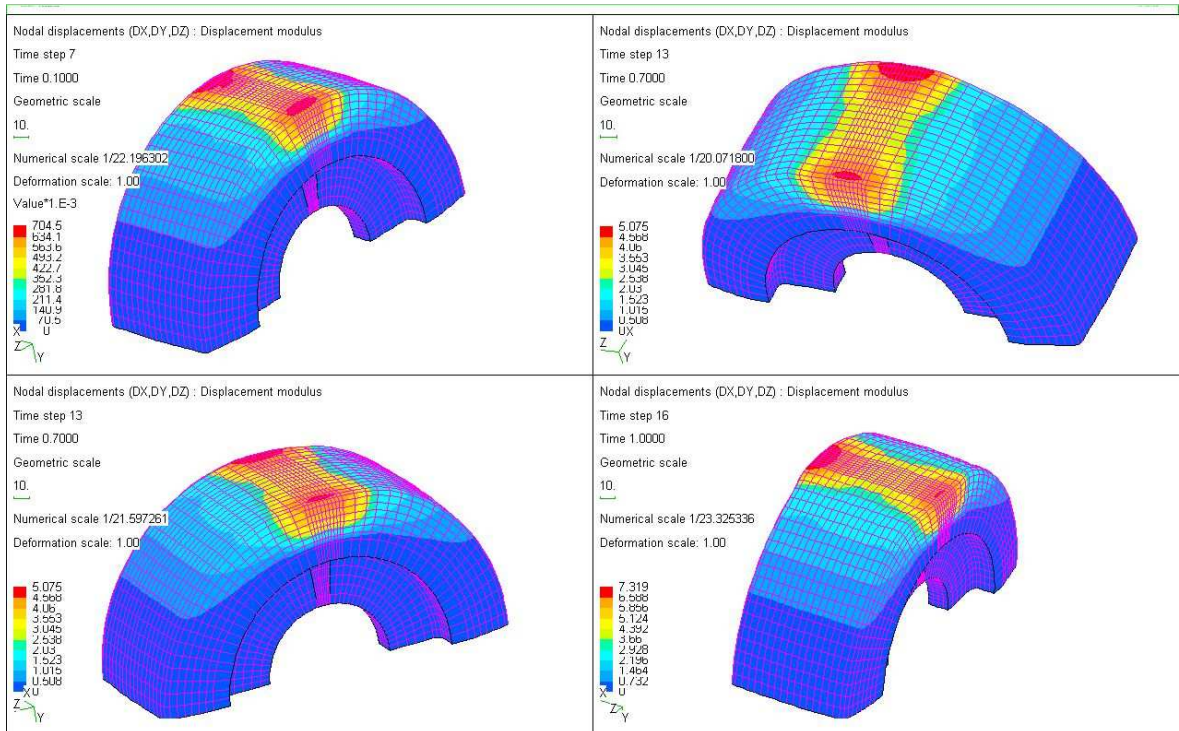 Nodal displacements (DX,DY,DZ) : Displacement modulus
Time step 7
Time 0.1000
Geometric scale
10.
Numerical scale 1/22.196302
Deformation scale: 1.00
Value*1.E-3
704.5
634.1
563.6
493.2
422.7
352.3
281.8
211.4
140.9
70.5
X 0
Z
Y
Nodal displacements (DX,DY,DZ) : Displacement modulus
Time step 13
Time 0.7000
Geometric scale
10.
Numerical scale 1/20.071800
Deformation scale: 1.00
5.075
4.568
4.06
3.553
3.045
2.538
2.03
1.523
1.015
0.508
0X
Z
Y
Nodal displacements (DX,DY,DZ) : Displacement modulus
Time step 13
Time 0.7000
Geometric scale
10.
Numerical scale 1/21.597261
Deformation scale: 1.00
5.075
4.568
4.06
3.553
3.045
2.538
2.03
1.523
1.015
0.508
X 0
Z
Y
Nodal displacements (DX,DY,DZ) : Displacement modulus
Time step 16
Time 1.0000
Geometric scale
10.
Numerical scale 1/23.325336
Deformation scale: 1.00
7.319
6.588
5.856
5.124
4.392
3.66
2.928
2.196
1.464
0.732
X 0
Z
Y